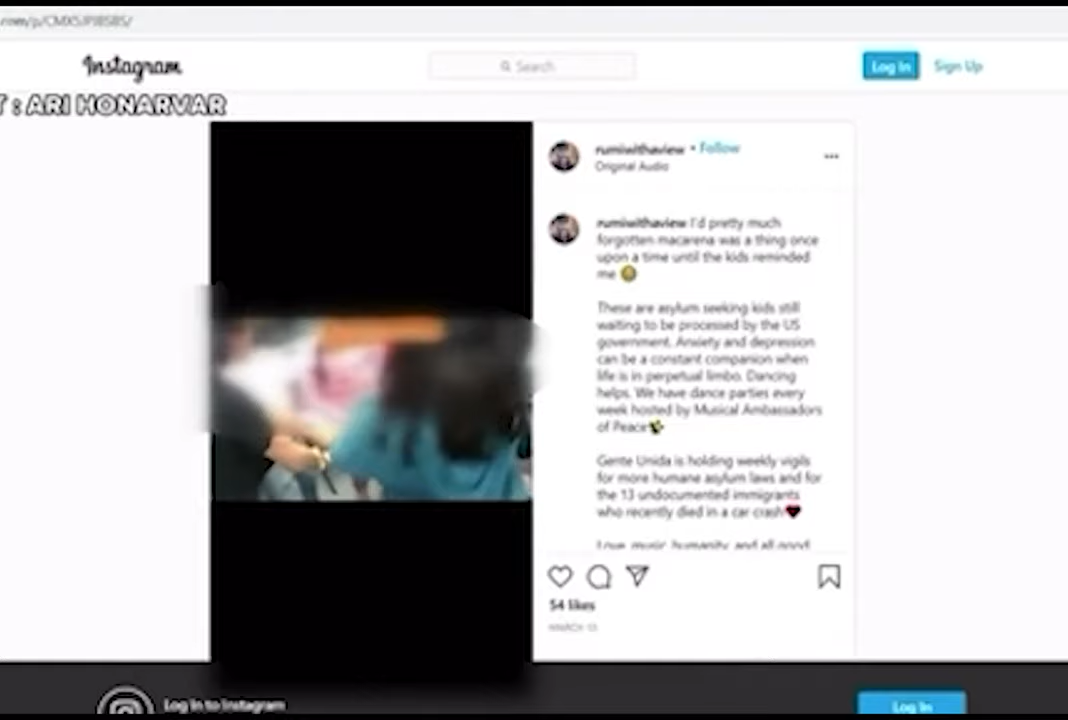 Instagram
Search
Log In
Sign Up
: ARI HONARVAR
rumiwithaview • Follow
Original Audio
rumiwithaview I'd pretty much
forgotten macarena was a thing once
upon a time until the kids reminded
me
These are asylum seeking kids still
waiting to be processed by the US
government. Anxiety and depression
can be a constant companion when
life is in perpetual limbo. Dancing
helps. We have dance parties every
week hosted by Musical Ambassadors
of Peace
Gente Unida is holding weekly vigils
for more humane asylum laws and for
the 13 undocumented immigrants
who recently died in a car crash
Love, music, humanity, and all good
54 likes
MARCH 13
Log In to Instagram
Log In